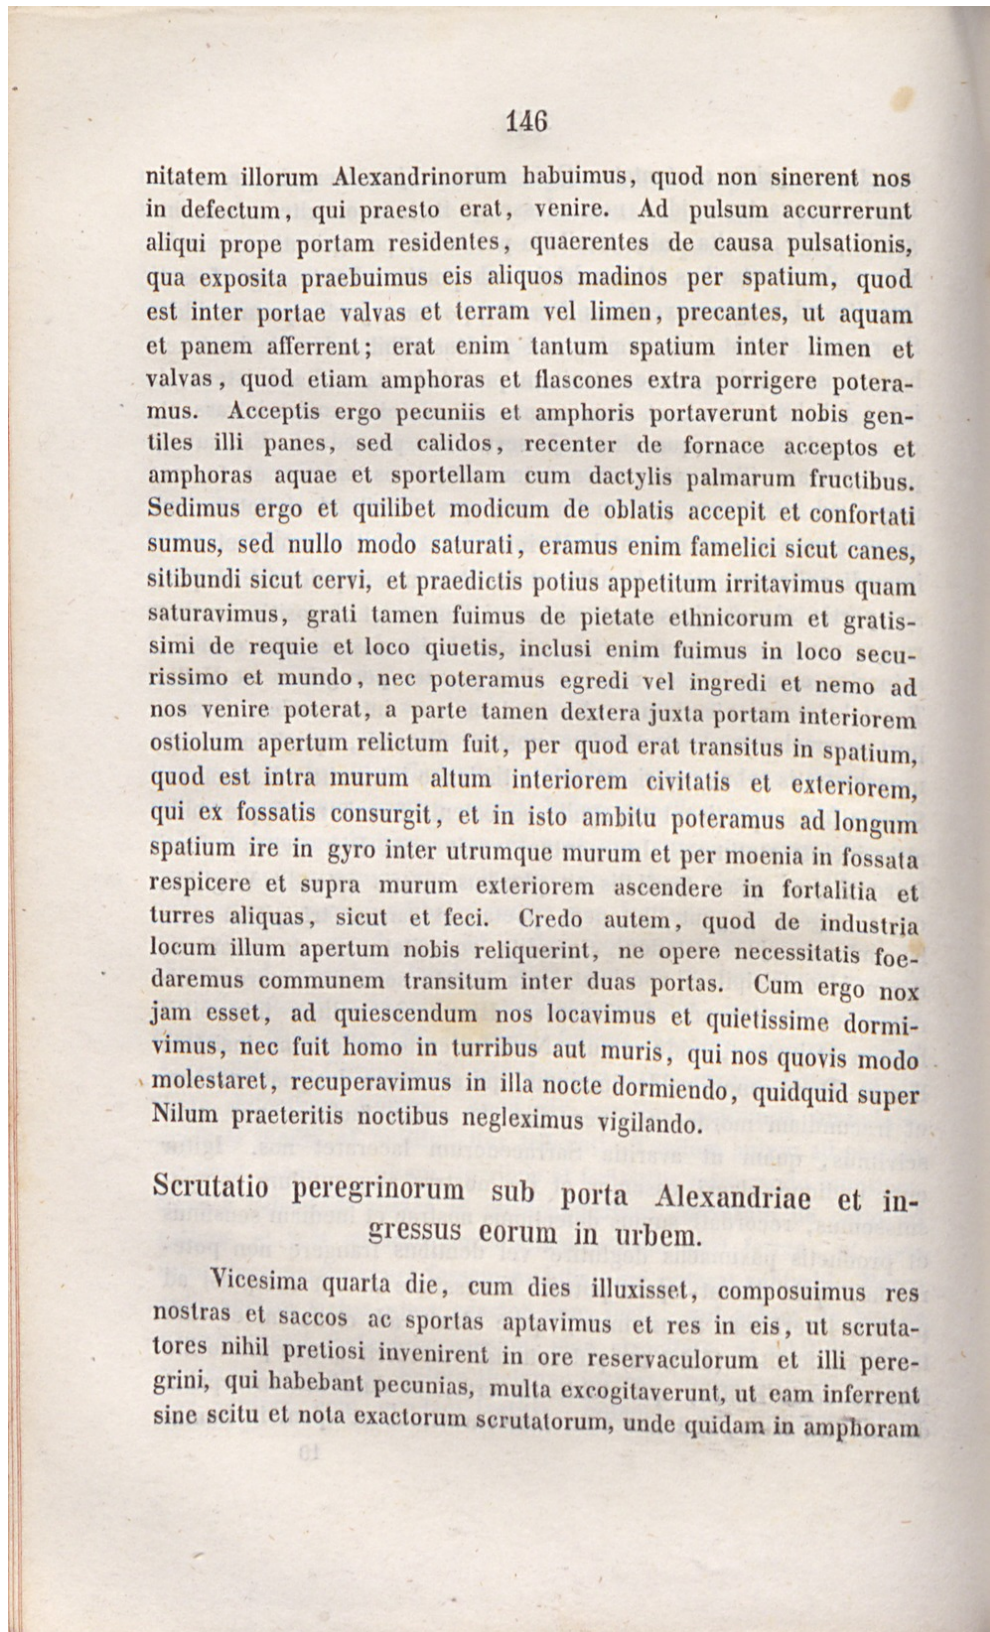 146
nitatem illorum Alexandrinorum habuimus, quod non sinerent nos
in defectum, qui praesto erat, venire. Ad pulsum accurrerunt
aliqui prope portam residentes, quaerentes de causa pulsationis,
qua exposita praebuimus eis aliquos madinos per spatium, quod
est inter portae valvas et terram vel limen, precantes, ut aquam
et panem afferrent; erat enim tantum spatium inter limen et
valvas, quod etiam amphoras et flascones extra porrigere potera-
mus. Acceptis ergo pecuniis et amphoris portaverunt nobis gen-
tiles illi panes, sed calidos, recenter de fornace acceptos et
amphoras aquae et sportellam cum dactylis palmarum fructibus.
Sedimus ergo et quilibet modicum de oblatis accepit et confortati
sumus, sed nullo modo saturati, eramus enim famelici sicut canes,
sitibundi sicut cervi, et praedictis potius appetitum irritavimus quam
saturavimus, grati tamen fuimus de pietate ethnicorum et gratis-
simi de requie et loco qiuetis, inclusi enim fuimus in loco secu-
rissimo et mundo, nec poteramus egredi vel ingredi et nemo ad
nos venire poterat, a parte tamen dextera juxta portam interiorem
ostiolum apertum relictum fuit, per quod erat transitus in spatium,
quod est intra murum altum interiorem civitatis et exteriorem,
qui ex fossatis consurgit, et in isto ambitu poteramus ad longum
spatium ire in gyro inter utrumque murum et per moenia in fossata
respicere et supra murum exteriorem ascendere in fortalitia et
turres aliquas, sicut et feci. Credo autem, quod de industria
locum illum apertum nobis reliquerint, ne opere necessitatis foe-
daremus communem transitum inter duas portas. Cum ergo nox
jam esset, ad quiescendum nos locavimus et quietissime dormi-
vimus, nec fuit homo in turribus aut muris, qui nos quovis modo
molestaret, recuperavimus in illa nocte dormiendo, quidquid super
Nilum praeteritis noctibus negleximus vigilando.
Scrutatio peregrinorum sub porta Alexandriae et in-
gressus eorum in urbem.
Vicesima quarta die, cum dies illuxisset, composuimus res
nostras et saccos ac sportas aptavimus et res in eis, ut scruta-
tores nihil pretiosi invenirent in ore reservaculorum et illi pere-
grini, qui habebant pecunias, multa excogitaverunt, ut eam inferrent
sine scitu et nota exactorum scrutatorum, unde quidam in amphoram